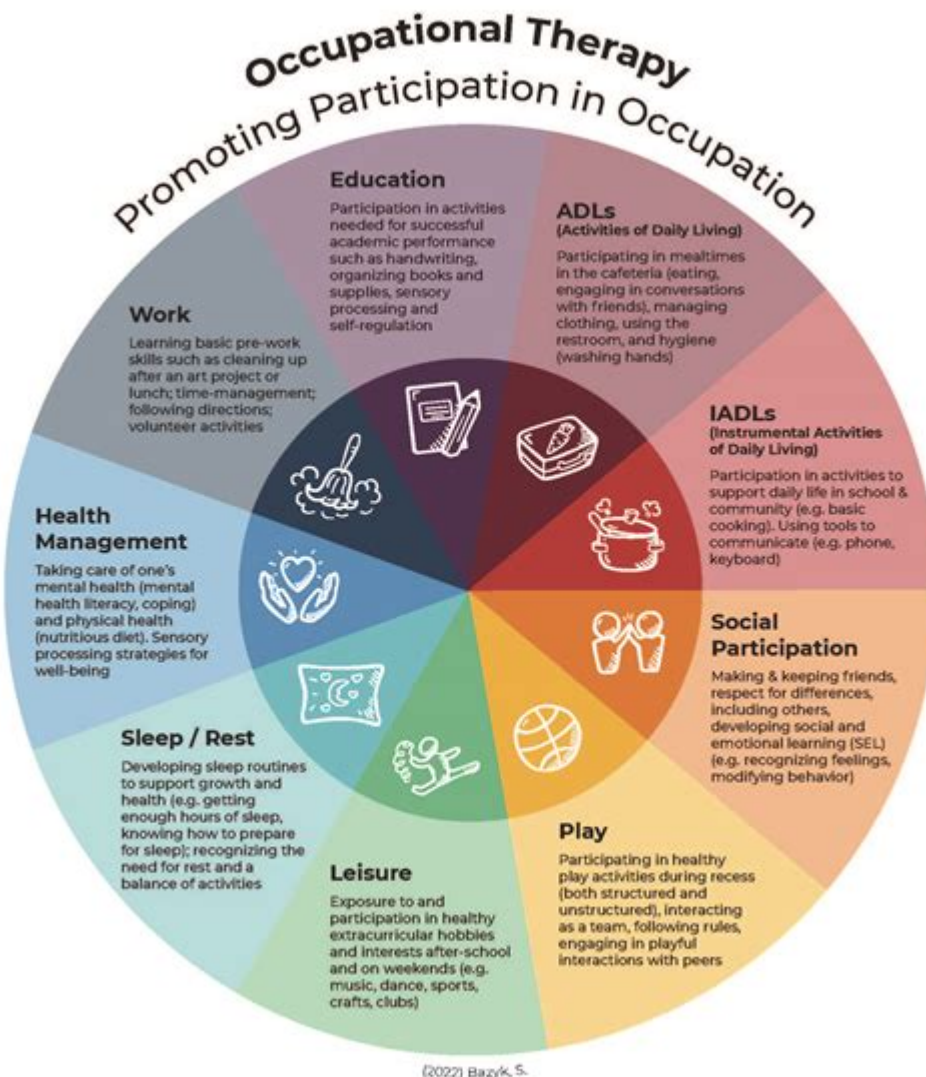 Occupational Therapy
Promoting Participation in Occupation
Education
Participation in activities
needed for successful
academic performance
such as handwriting,
organizing books and
supplies, sensory
processing and
self-regulation
ADLs
(Activities of Daily Living)
Participating in mealtimes
in the cafeteria (eating,
engaging in conversations
with friends), managing
clothing, using the
restroom, and hygiene
(washing hands)
IADLs
(Instrumental Activities
of Daily Living)
Participation in activities to
support daily life in school &
community (e.g. basic
cooking). Using tools to
communicate (e.g. phone,
keyboard)
Social
Participation
Making & keeping friends,
respect for differences,
including others,
developing social and
emotional learning (SEL)
(e.g. recognizing feelings,
modifying behavior)
Play
Participating in healthy
play activities during recess
(both structured and
unstructured), interacting
as a team, following rules,
engaging in playful
interactions with peers
Leisure
Exposure to and
participation in healthy
extracurricular hobbies
and interests after-school
and on weekends (e.g.
music, dance, sports,
crafts, clubs)
Sleep / Rest
Developing sleep routines
to support growth and
health (e.g. getting
enough hours of sleep,
knowing how to prepare
for sleep); recognizing the
need for rest and a
balance of activities
Health
Management
Taking care of one's
mental health (mental
health literacy, coping)
and physical health
(nutritious diet). Sensory
processing strategies for
well-being
Work
Learning basic pre-work
skills such as cleaning up
after an art project or
lunch; time-management;
following directions;
volunteer activities
(2022) Bazyk, S.